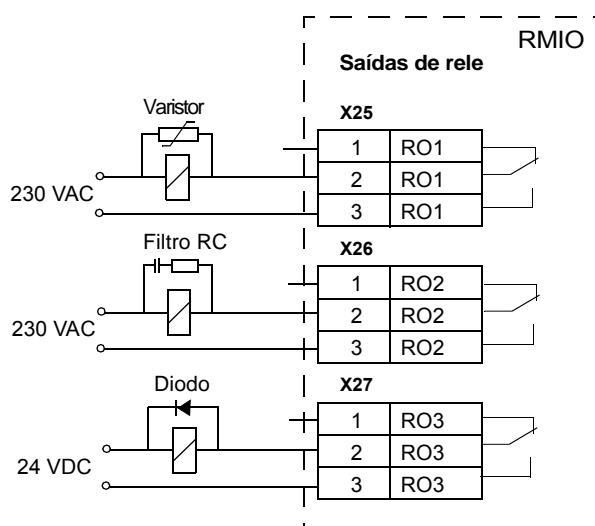 RMIO
Saídas de rele
Varistor
X25
1 RO1
2 RO1
3 RO1
230 VAC
Filtro RC
X26
1 RO2
2 RO2
3 RO2
230 VAC
Diodo
X27
1 RO3
2 RO3
3 RO3
24 VDC